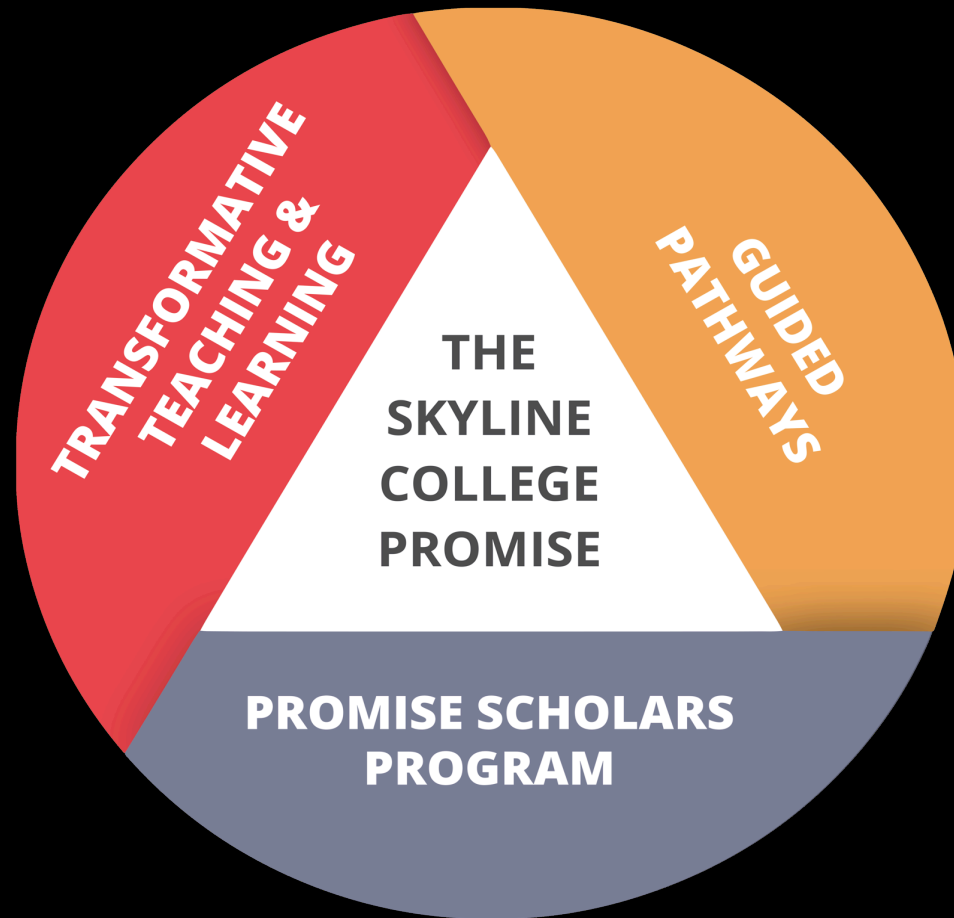 TRANSFORMATIVE
TEACHING &
LEARNING
GUIDED
PATHWAYS
THE
SKYLINE
COLLEGE
PROMISE
PROMISE SCHOLARS
PROGRAM